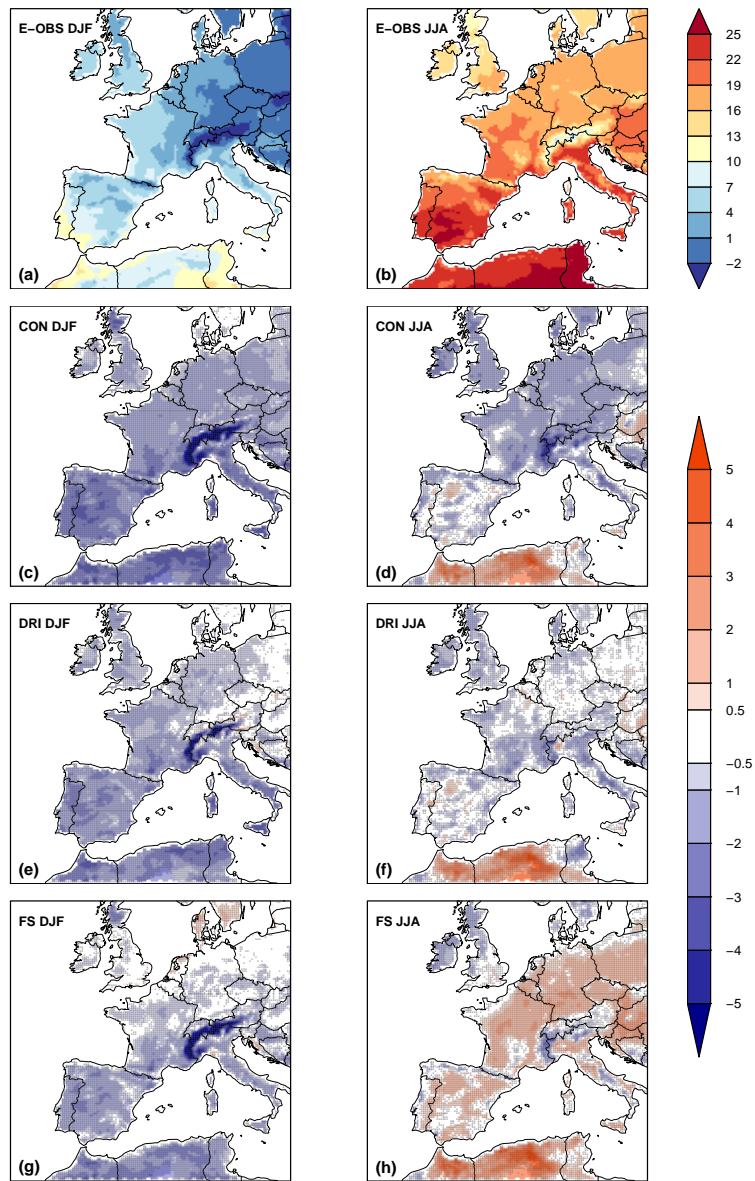 E−OBS DJF
(a)
E−OBS JJA
(b)
25
22
19
16
13
10
7
4
1
−2
CON DJF
(c)
CON JJA
(d)
DRI DJF
(e)
DRI JJA
(f)
FS DJF
(g)
FS JJA
(h)
5
4
3
2
1
0.5
−0.5
−1
−2
−3
−4
−5